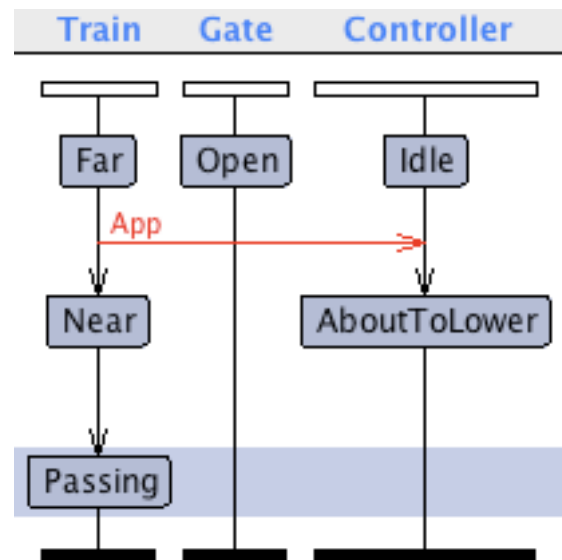 Train Gate Controller
Far Open Idle
App
Near AboutToLower
Passing